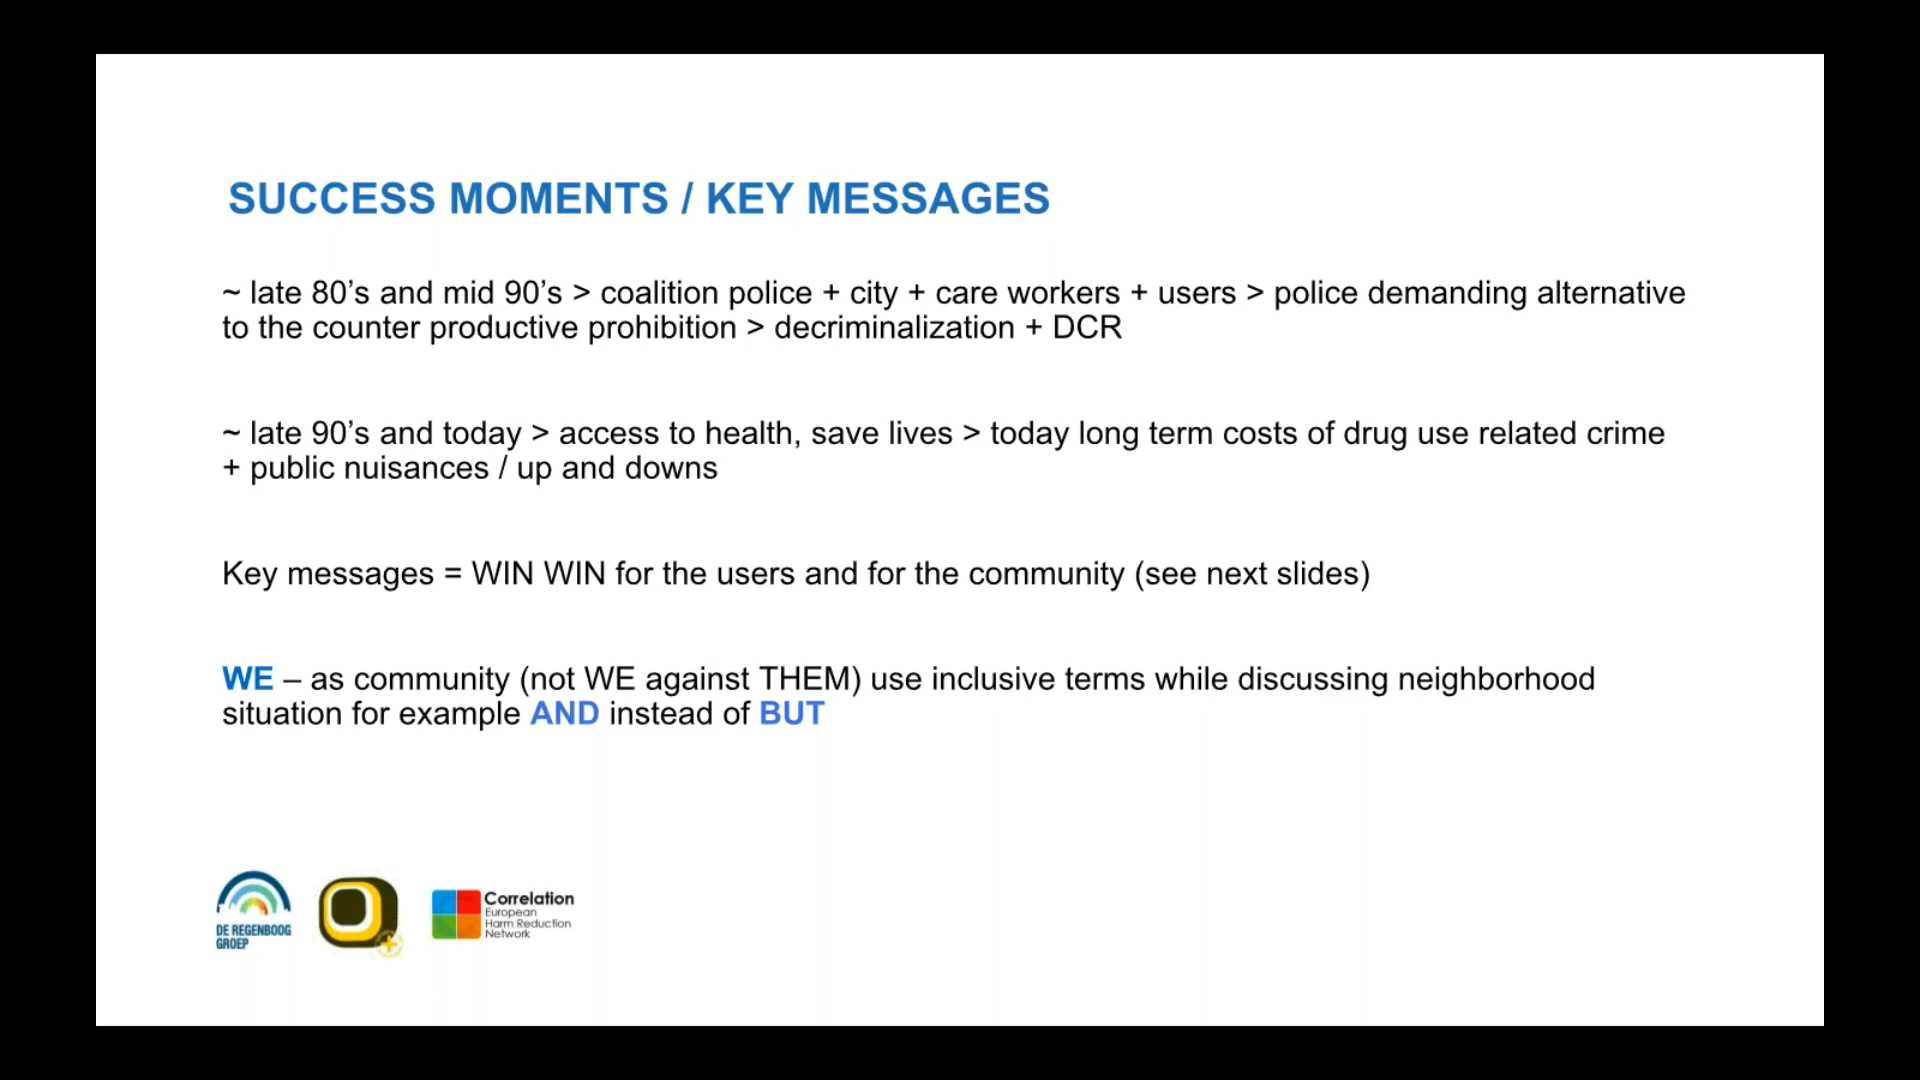 SUCCESS MOMENTS / KEY MESSAGES
~ late 80’s and mid 90’s > coalition police + city + care workers + users > police demanding alternative
to the counter productive prohibition > decriminalization + DCR
~ late 90’s and today > access to health, save lives > today long term costs of drug use related crime
+ public nuisances / up and downs
Key messages = WIN WIN for the users and for the community (see next slides)
WE – as community (not WE against THEM) use inclusive terms while discussing neighborhood
situation for example AND instead of BUT
DE REGENBOOG
GROEP
Correlation
European
Harm Reduction
Network